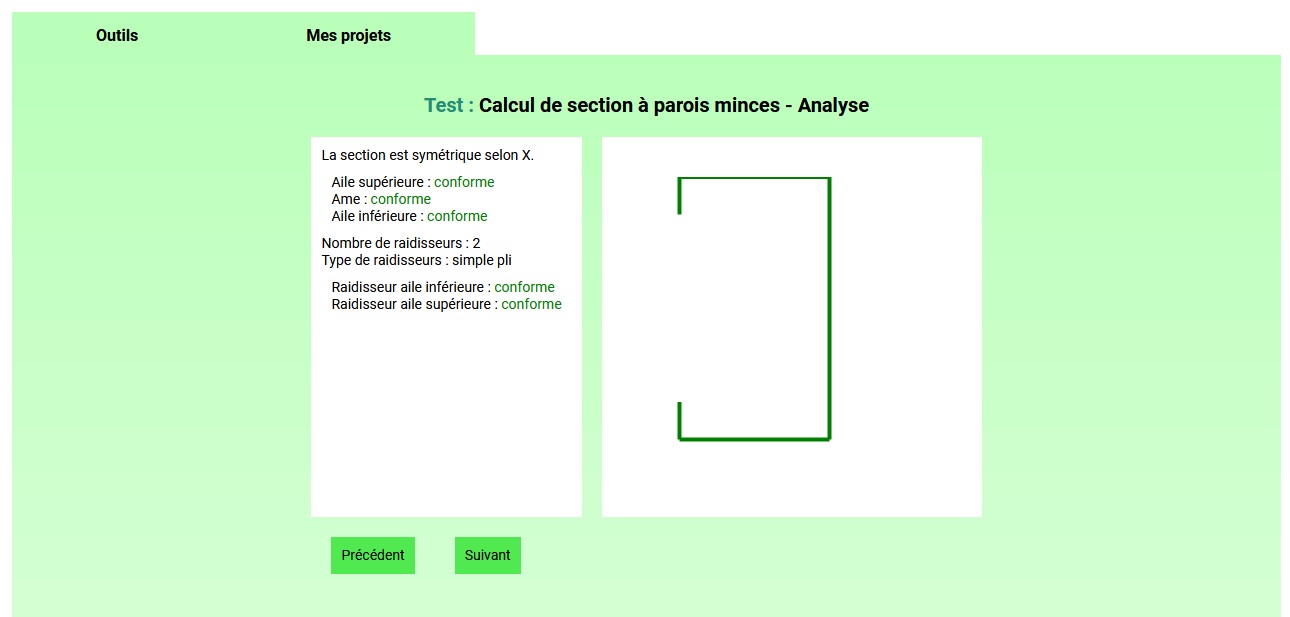 Outils
Mes projets
Test : Calcul de section à parois minces - Analyse
La section est symétrique selon X.
Aile supérieure : conforme
Ame : conforme
Aile inférieure : conforme
Nombre de raidisseurs : 2
Type de raidisseurs : simple pli
Raidisseur aile inférieure : conforme
Raidisseur aile supérieure : conforme
Précédent
Suivant